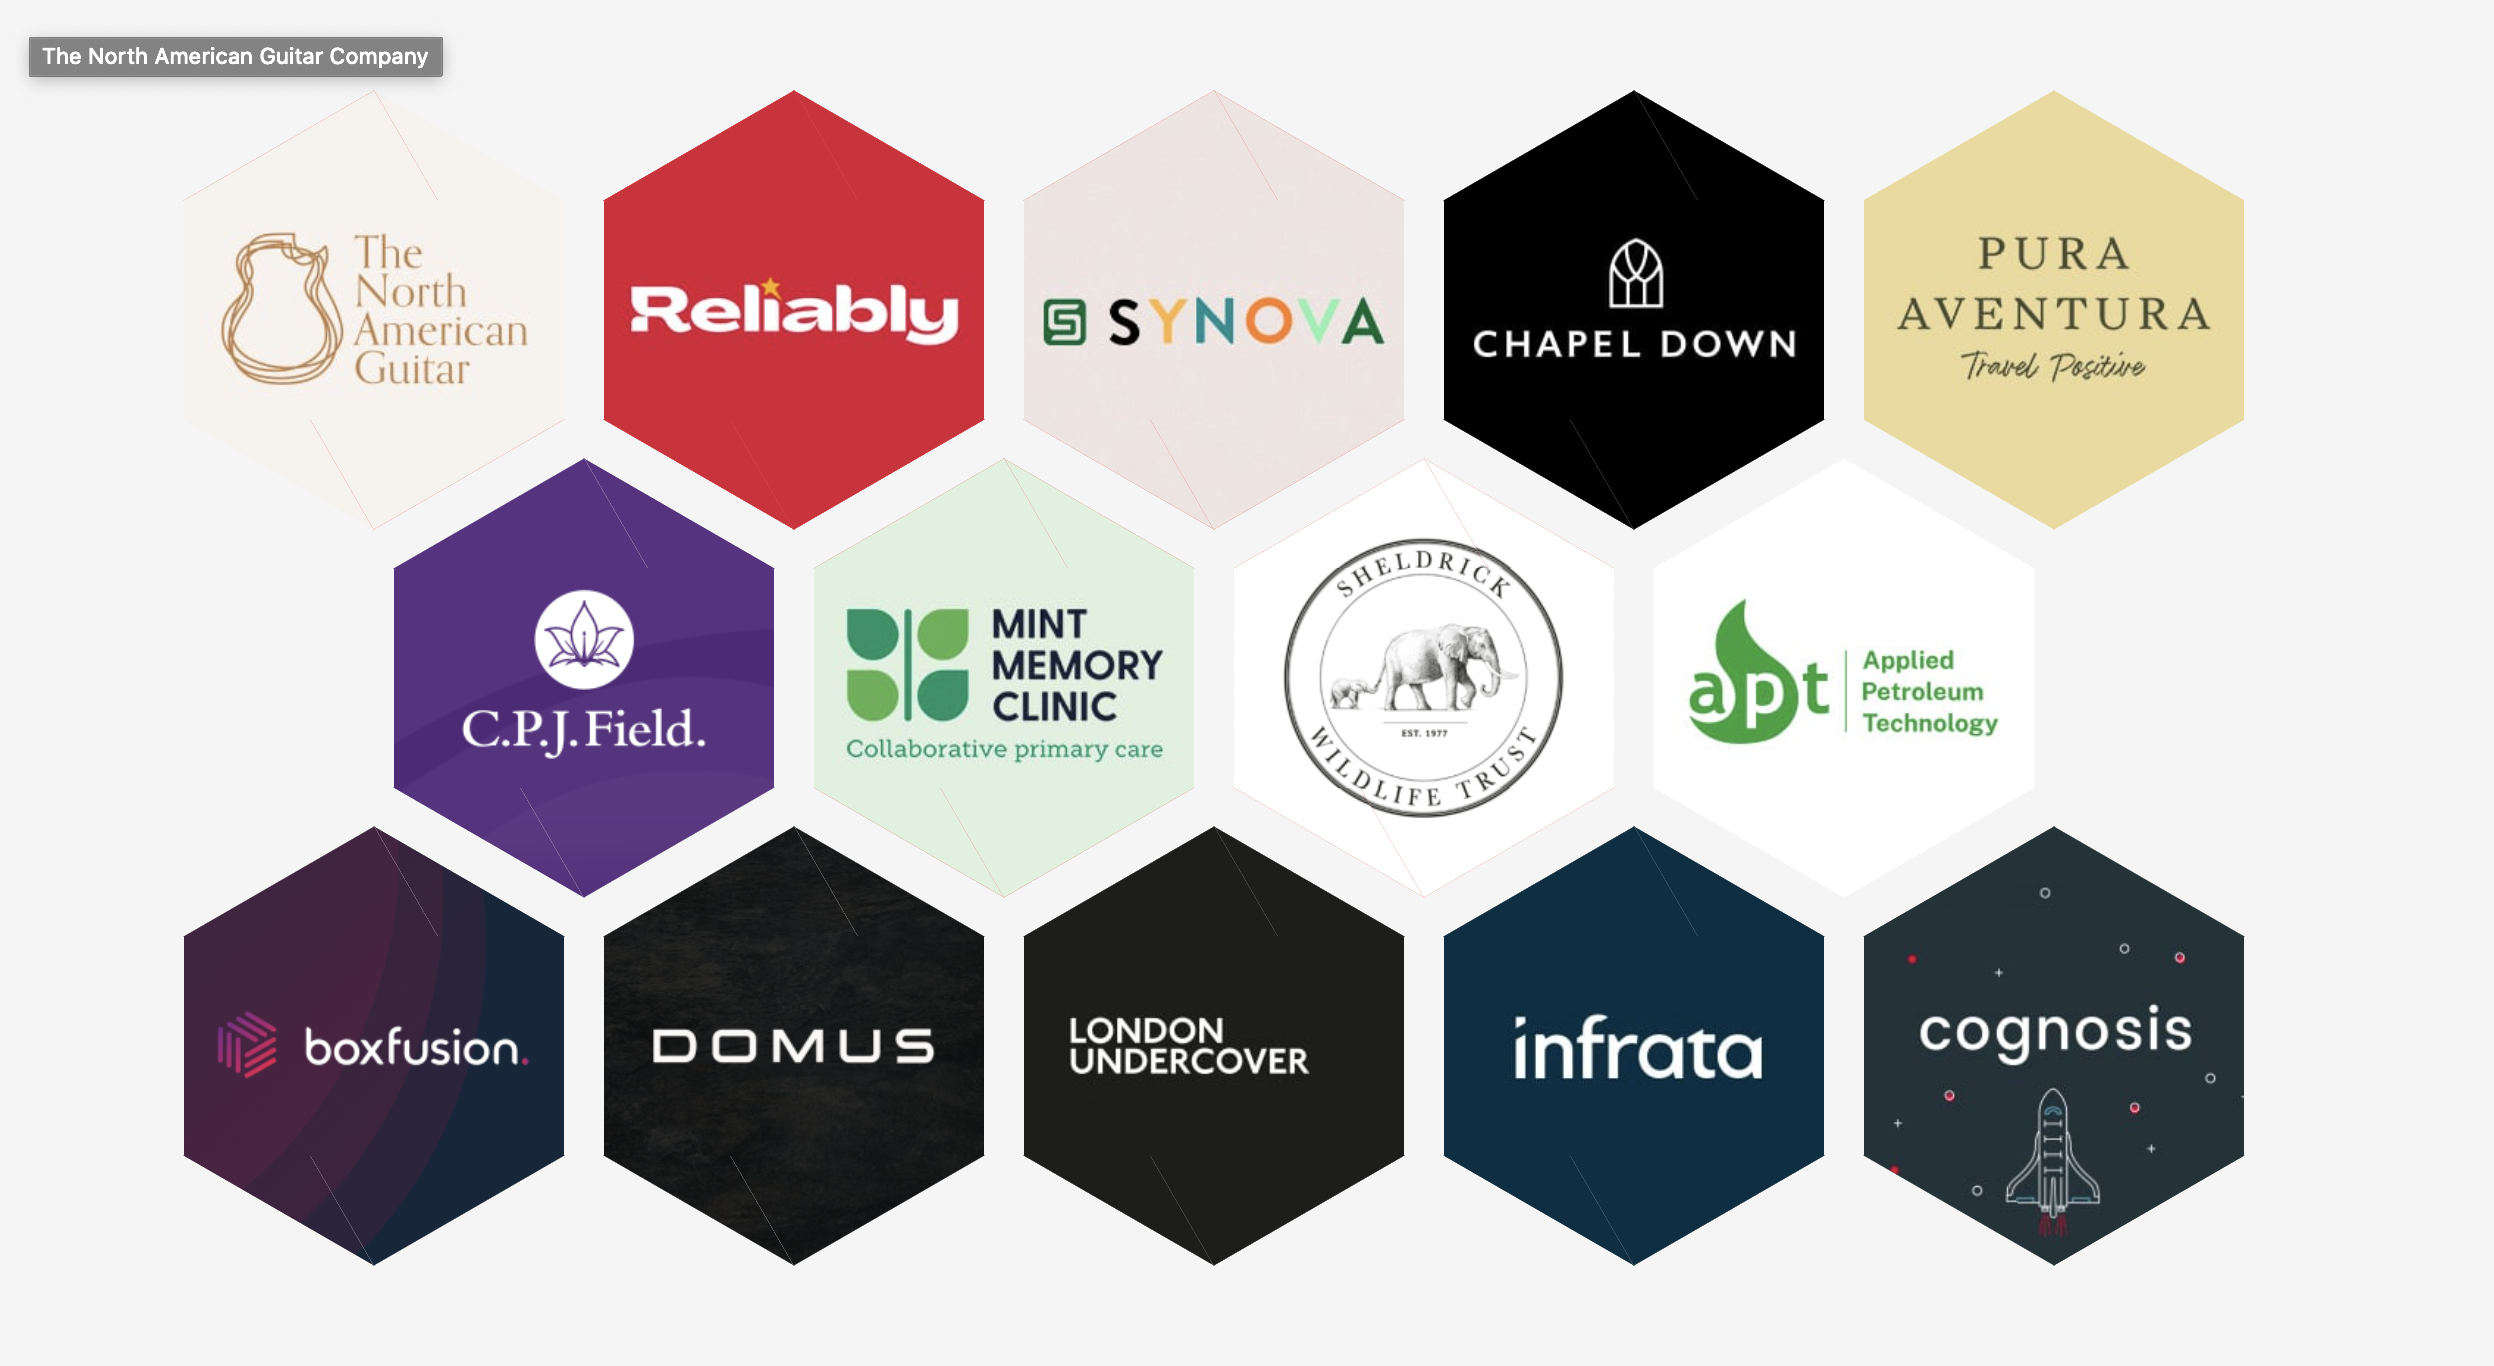 The North American Guitar Company
The
North
American
Guitar
Reliably
S SYNOVA
CHAPEL DOWN
PURA
AVENTURA
Travel Positive
C.P.J. Field.
MINT
MEMORY
CLINIC
Collaborative primary care
SHELDRICK
EST. 1977
WILDLIFE TRUST
apt
Applied
Petroleum
Technology
boxfusion.
DOMUS
LONDON
UNDERCOVER
infrata
cognosis